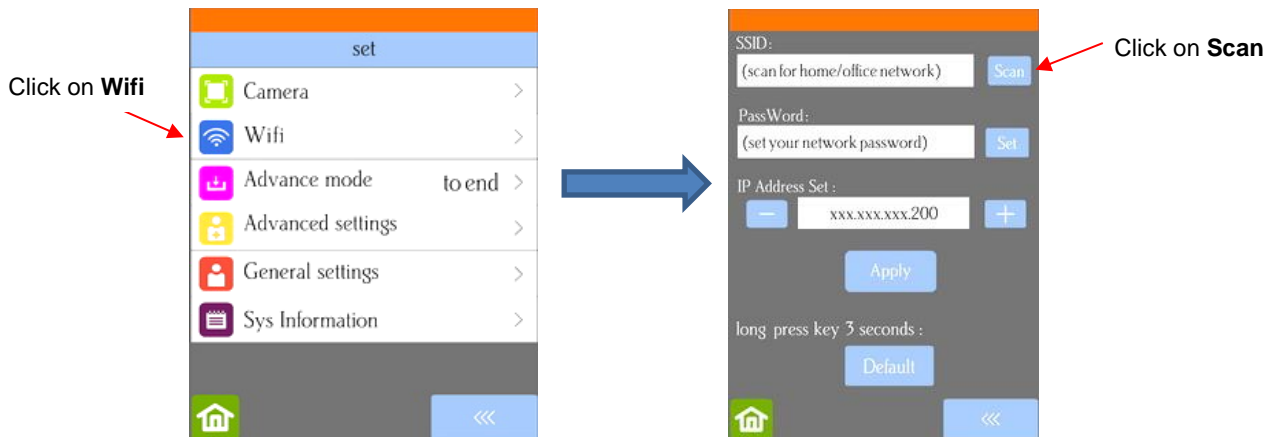 Click on Wifi
set
Camera
Wifi
Advance mode to end
Advanced settings
General settings
Sys Information
SSID:
(scan for home/office network) Scan
PassWord:
(set your network password) Set
IP Address Set :
xxx.xxx.xxx.200
Apply
long press key 3 seconds :
Default
Click on Scan